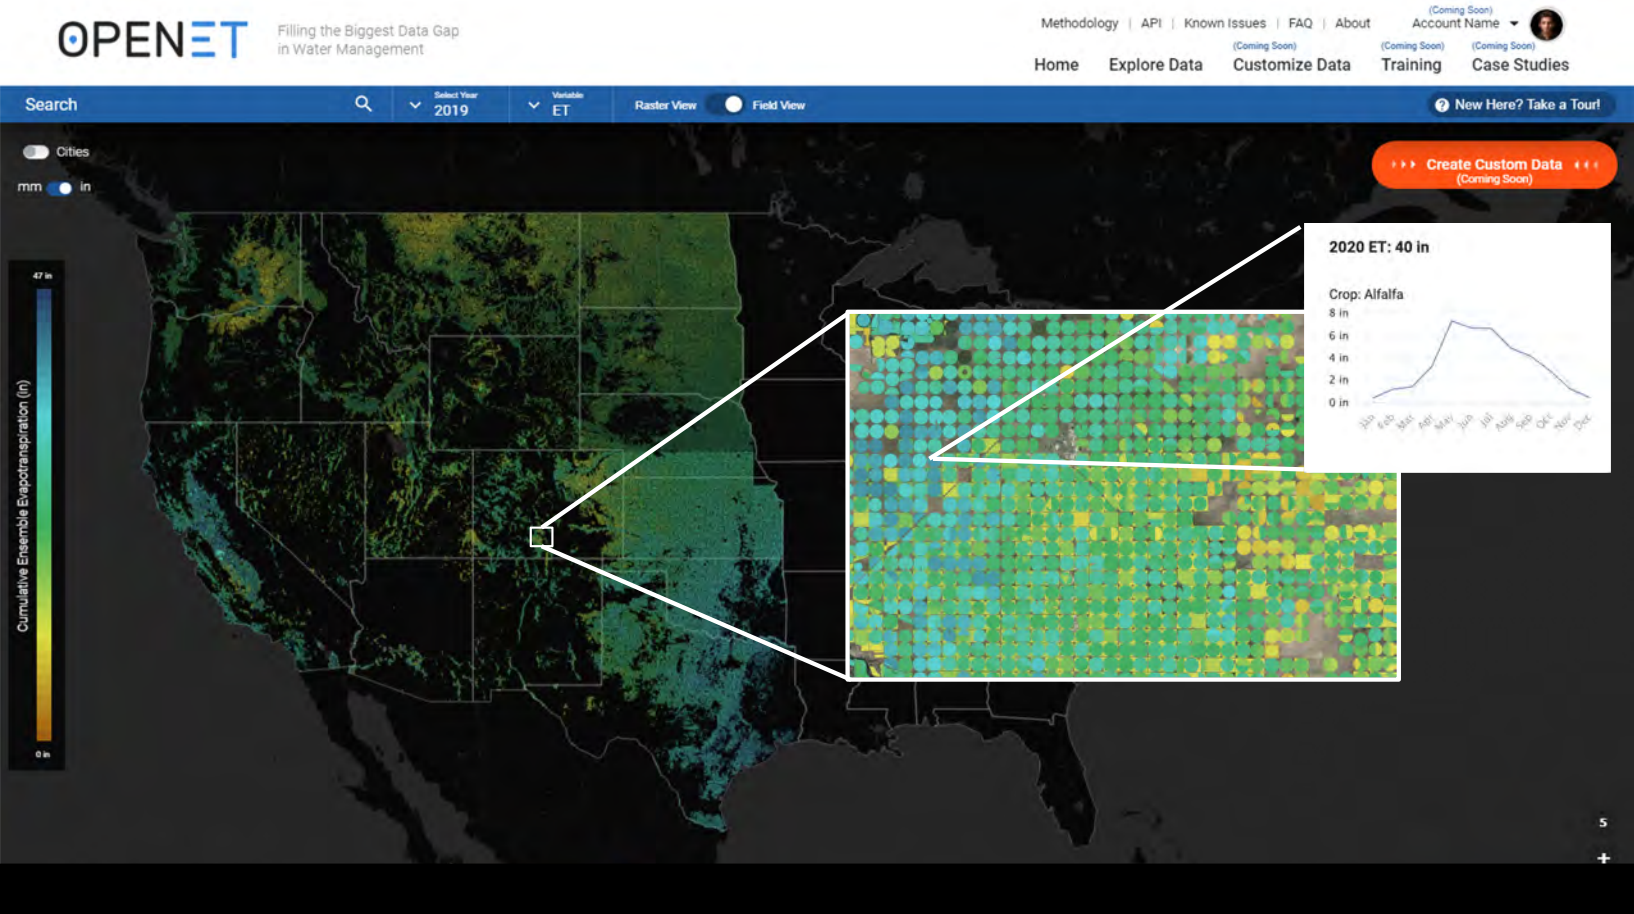 OPENET
Filling the Biggest Data Gap
in Water Management
Methodology | API | Known Issues | FAQ | About
(Coming Soon)
Account Name
Home
Explore Data
(Coming Soon)
Customize Data
(Coming Soon)
Training
(Coming Soon)
Case Studies
Search
Select Year
2019
Variable
ET
Raster View
Field View
? New Here? Take a Tour!
Cities
mm
in
Create Custom Data
(Coming Soon)
47 in
Cumulative Ensemble Evapotranspiration (in)
0 in
2020 ET: 40 in
Crop: Alfalfa
8 in
6 in
4 in
2 in
0 in
Jan Feb Mar Apr May Jun Jul Aug Sep Oct Nov Dec
5
+